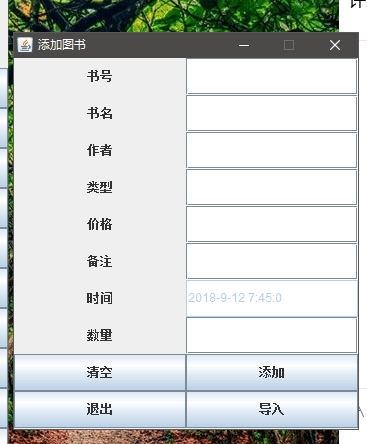 添加图书
书号
书名
作者
类型
价格
备注
时间 2018-9-12 7:45:0
数量
清空 添加
退出 导入